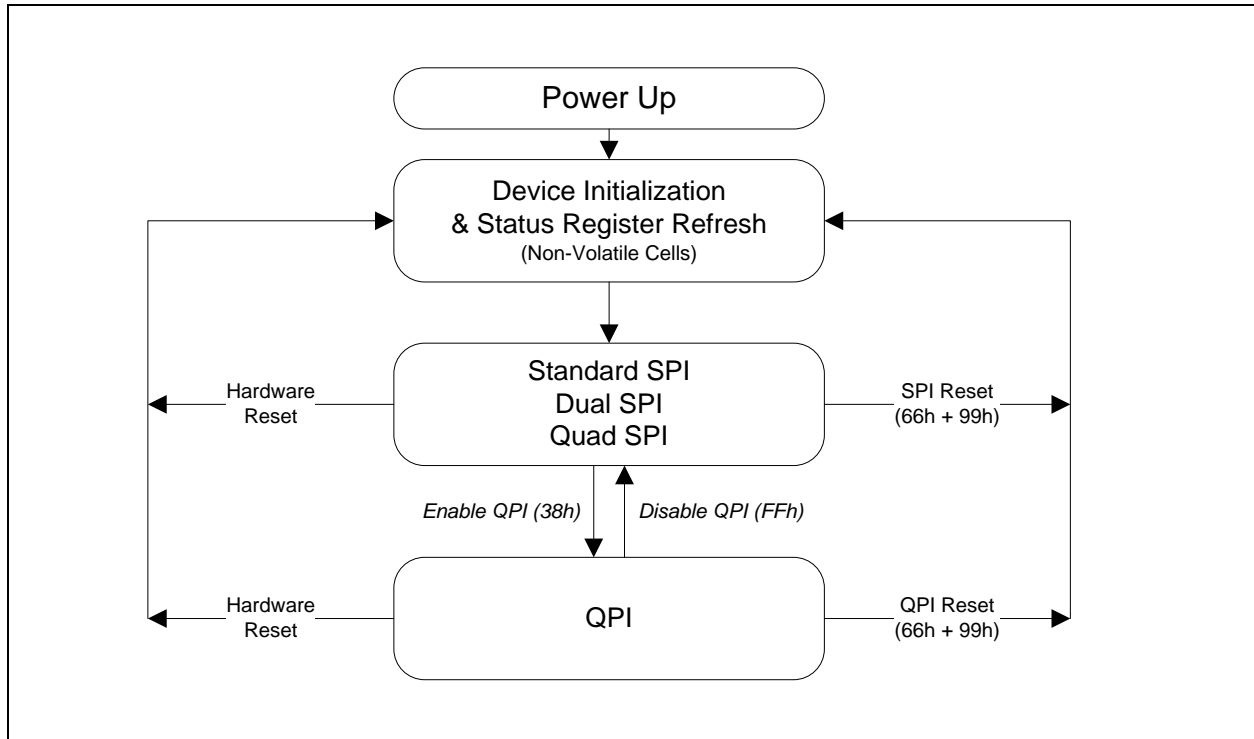 Power Up
Device Initialization
& Status Register Refresh
(Non-Volatile Cells)
Standard SPI
Dual SPI
Quad SPI
Hardware
Reset
SPI Reset
(66h + 99h)
Enable QPI (38h)
Disable QPI (FFh)
QPI
Hardware
Reset
QPI Reset
(66h + 99h)